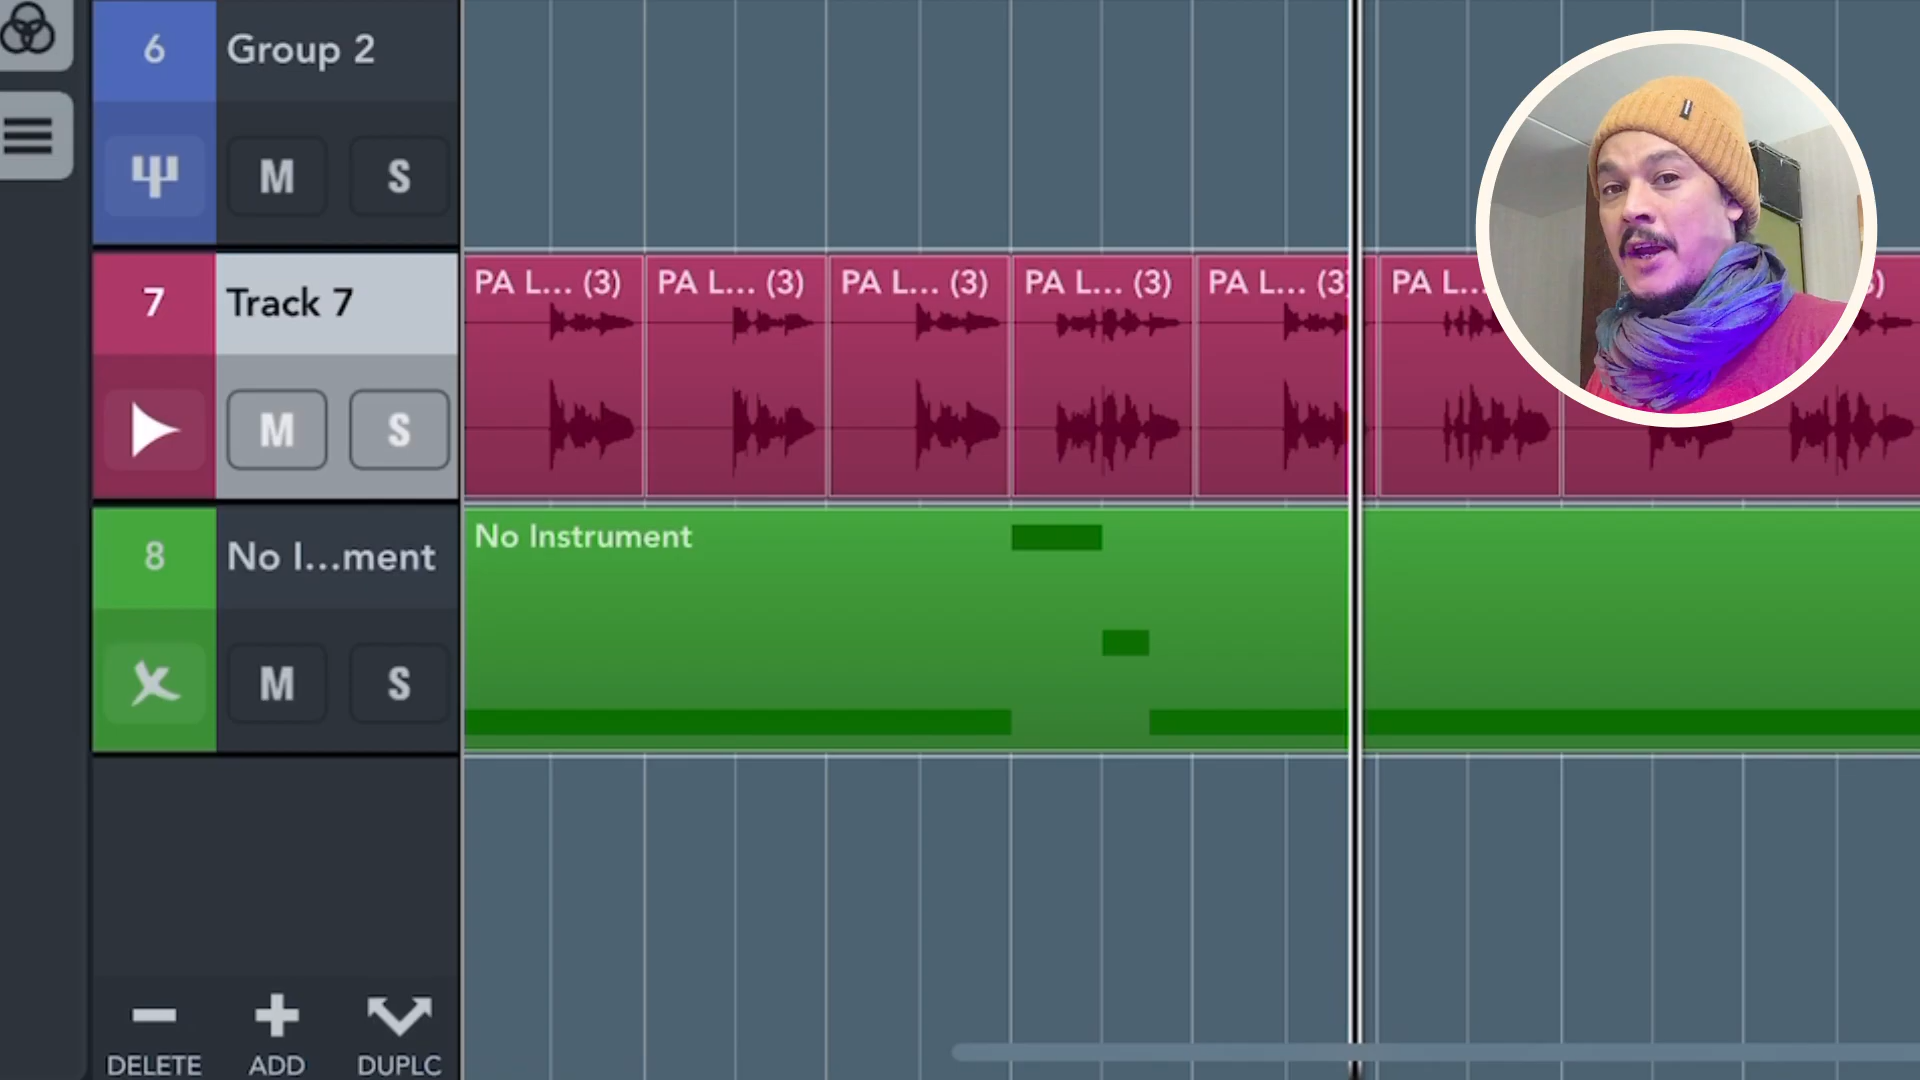 6 Group 2
M S
PA L... (3) PA L... (3) PA L... (3) PA L... (3) PA L... (3) PA L... )
7 Track 7
M S
No Instrument
8 No I...ment
M S
DELETE ADD DUPLC